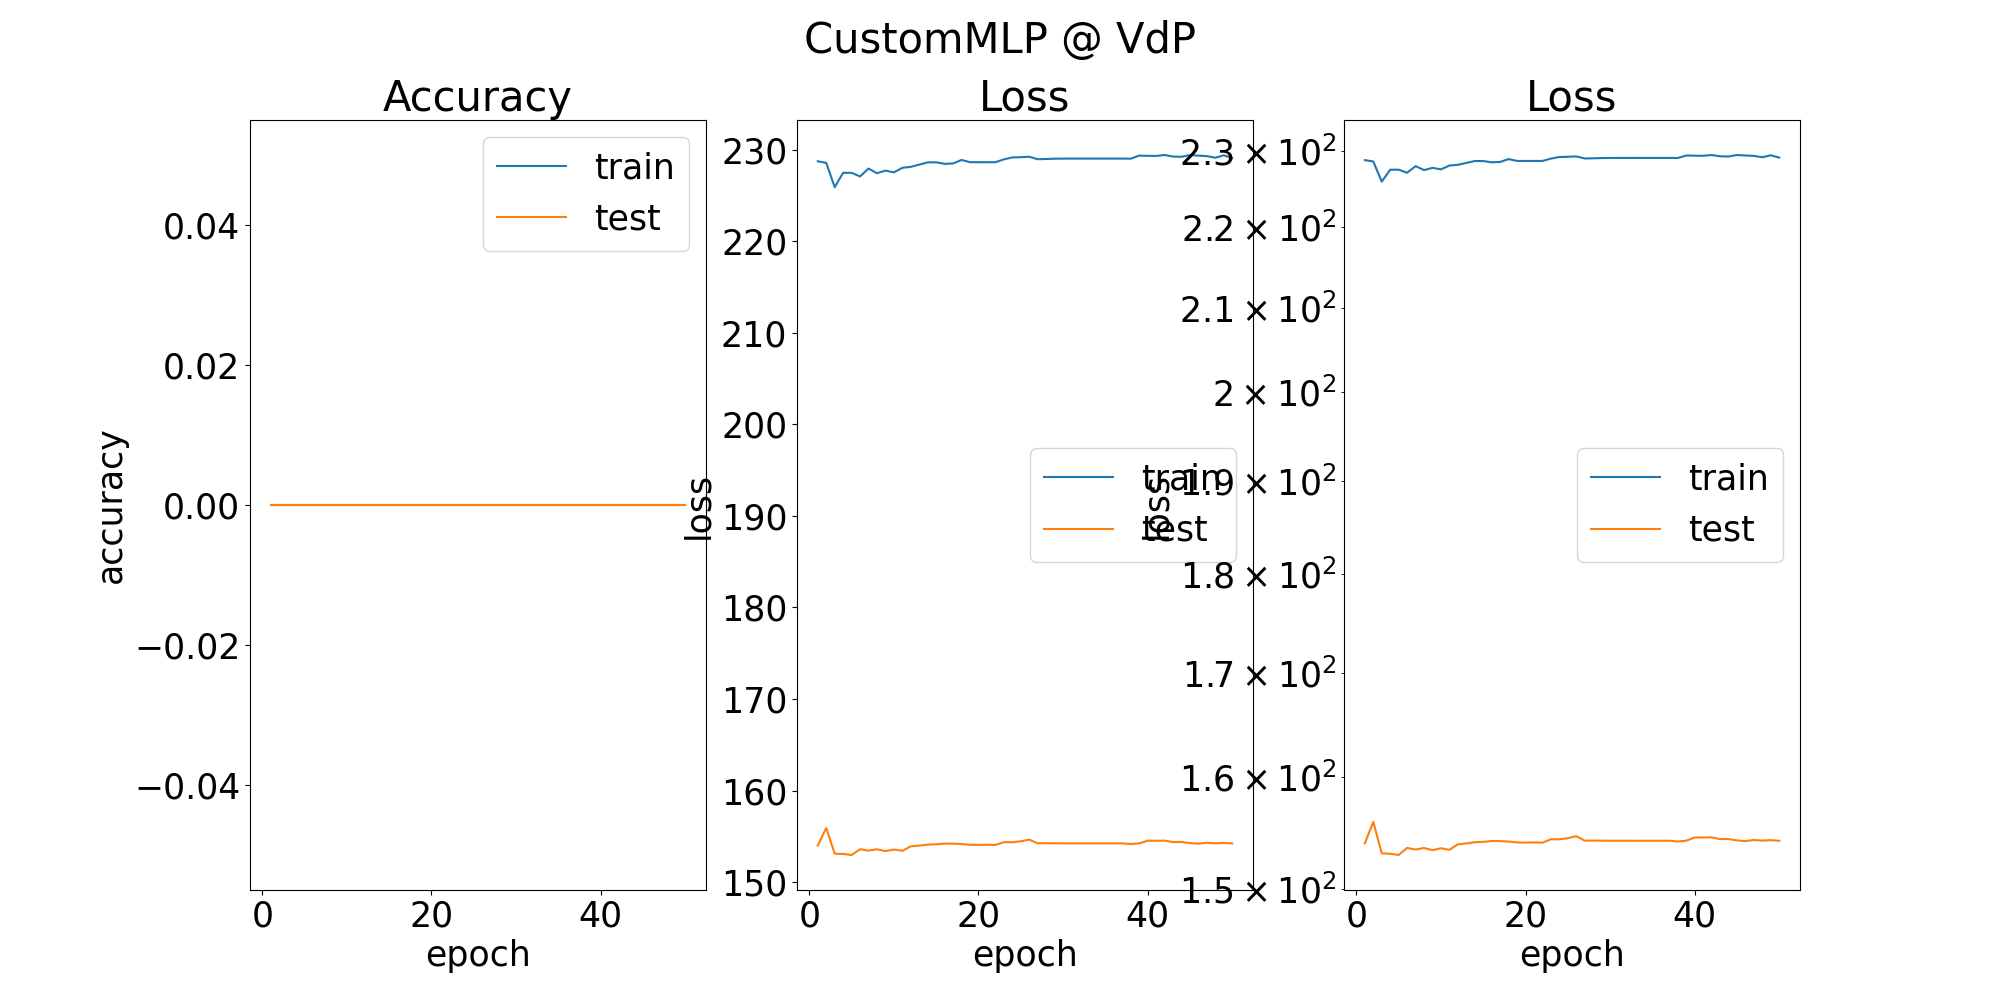 CustomMLP @ VdP
Accuracy
train
test
0.04
0.02
0.00
−0.02
−0.04
accuracy
0 20 40
epoch
Loss
train
test
230
220
210
200
190
180
170
160
150
loss
0 20 40
epoch
Loss
train
test
2.3 × 10²
2.2 × 10²
2.1 × 10²
2 × 10²
1.9 × 10²
1.8 × 10²
1.7 × 10²
1.6 × 10²
1.5 × 10²
loss
0 20 40
epoch